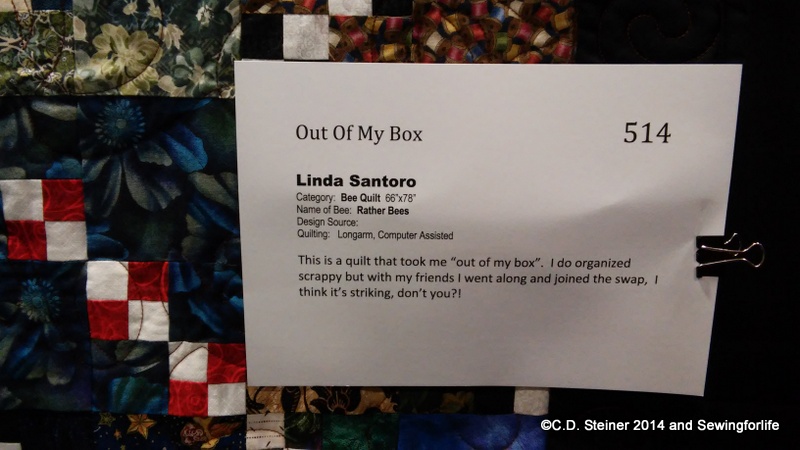 Out Of My Box 514
Linda Santoro
Category: Bee Quilt 66"x78"
Name of Bee: Rather Bees
Design Source:
Quilting: Longarm, Computer Assisted
This is a quilt that took me “out of my box”. I do organized
scrappy but with my friends I went along and joined the swap, I
think it’s striking, don’t you?!
©C.D. Steiner 2014 and Sewingforlife